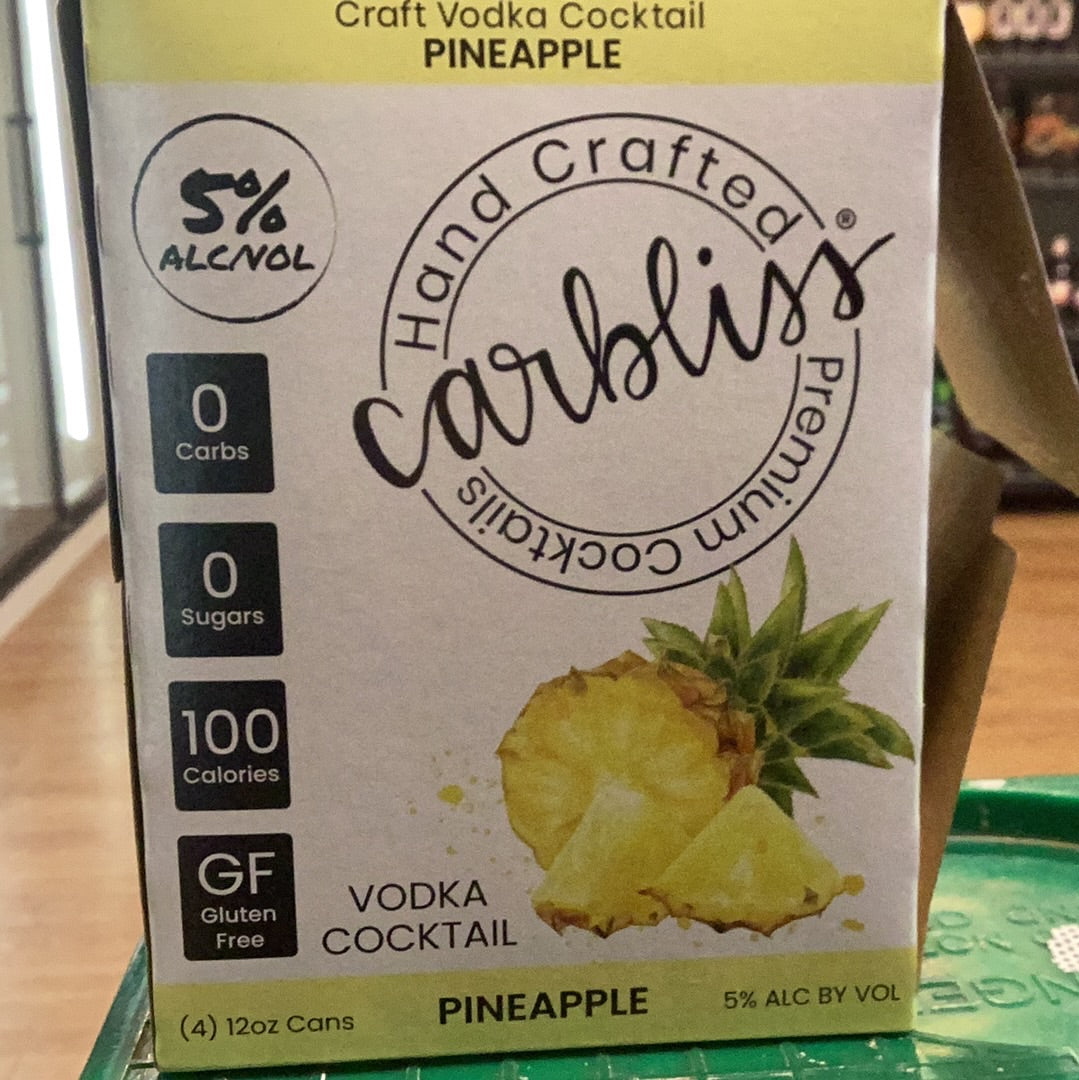 Craft Vodka Cocktail
PINEAPPLE
5%
ALC/VOL
Hand Crafted
carbliss®
Premium Cocktails
0
Carbs
0
Sugars
100
Calories
GF
Gluten
Free
VODKA
COCKTAIL
PINEAPPLE
(4) 12oz Cans
5% ALC BY VOL